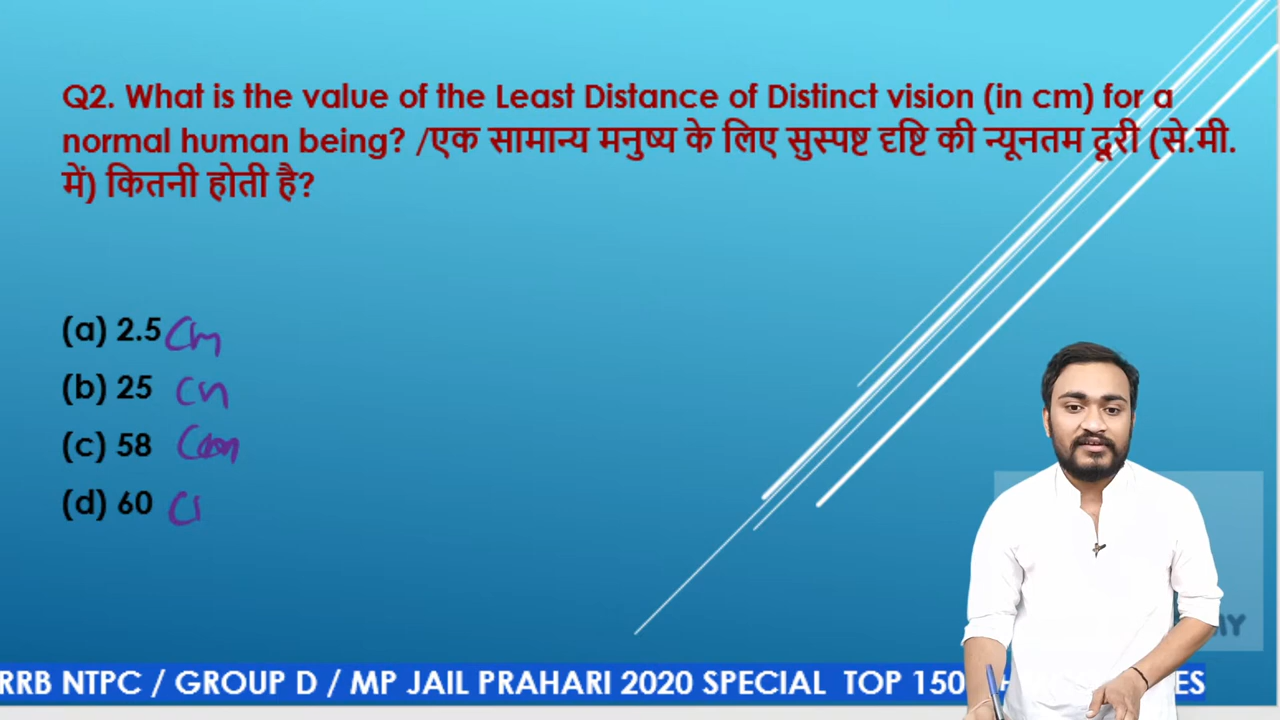 Q2. What is the value of the Least Distance of Distinct vision (in cm) for a
normal human being? /एक सामान्य मनुष्य के लिए सुस्पष्ट दृष्टि की न्यूनतम दूरी (से.मी.
में) कितनी होती है?
(a) 2.5 cm
(b) 25 cm
(c) 58 cm
(d) 60 c
RRB NTPC / GROUP D / MP JAIL PRAHARI 2020 SPECIAL TOP 150